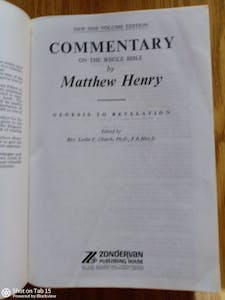 NEW ONE VOLUME EDITION
COMMENTARY
ON THE WHOLE BIBLE
by
Matthew Henry
GENESIS TO REVELATION
Edited by
Rev. Leslie F. Church, Ph.D., F.R.Hist.S.
ZONDERVAN
PUBLISHING HOUSE
Shot on Tab 15
Powered by Blackview